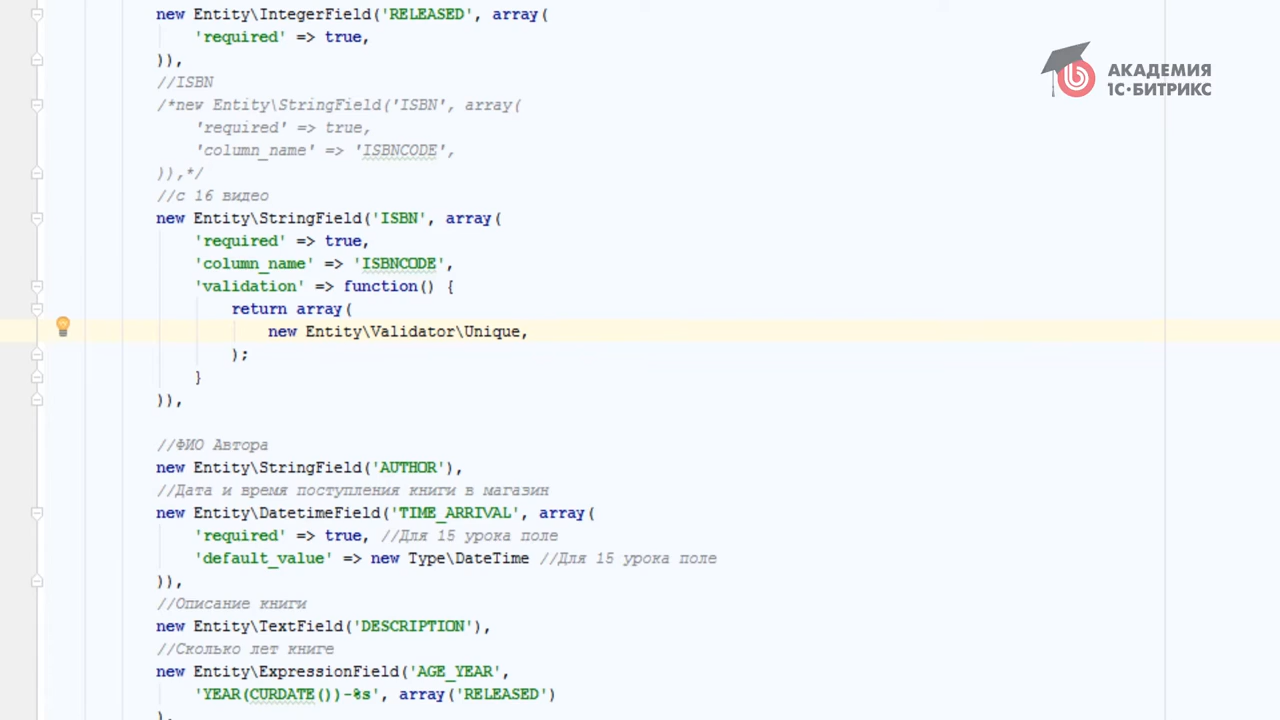 new Entity\IntegerField('RELEASED', array(
'required' => true,
)),
//ISBN
/*new Entity\StringField('ISBN', array(
'required' => true,
'column_name' => 'ISBNCODE',
)),*/
//с 16 видео
new Entity\StringField('ISBN', array(
'required' => true,
'column_name' => 'ISBNCODE',
'validation' => function() {
return array(
new Entity\Validator\Unique,
);
}
)),
//ФИО Автора
new Entity\StringField('AUTHOR'),
//Дата и время поступления книги в магазин
new Entity\DatetimeField('TIME_ARRIVAL', array(
'required' => true, //Для 15 урока поле
'default_value' => new Type\DateTime //Для 15 урока поле
)),
//Описание книги
new Entity\TextField('DESCRIPTION'),
//Сколько лет книге
new Entity\ExpressionField('AGE_YEAR',
'YEAR(CURDATE())-%s', array('RELEASED')
),
АКАДЕМИЯ
1С·БИТРИКС